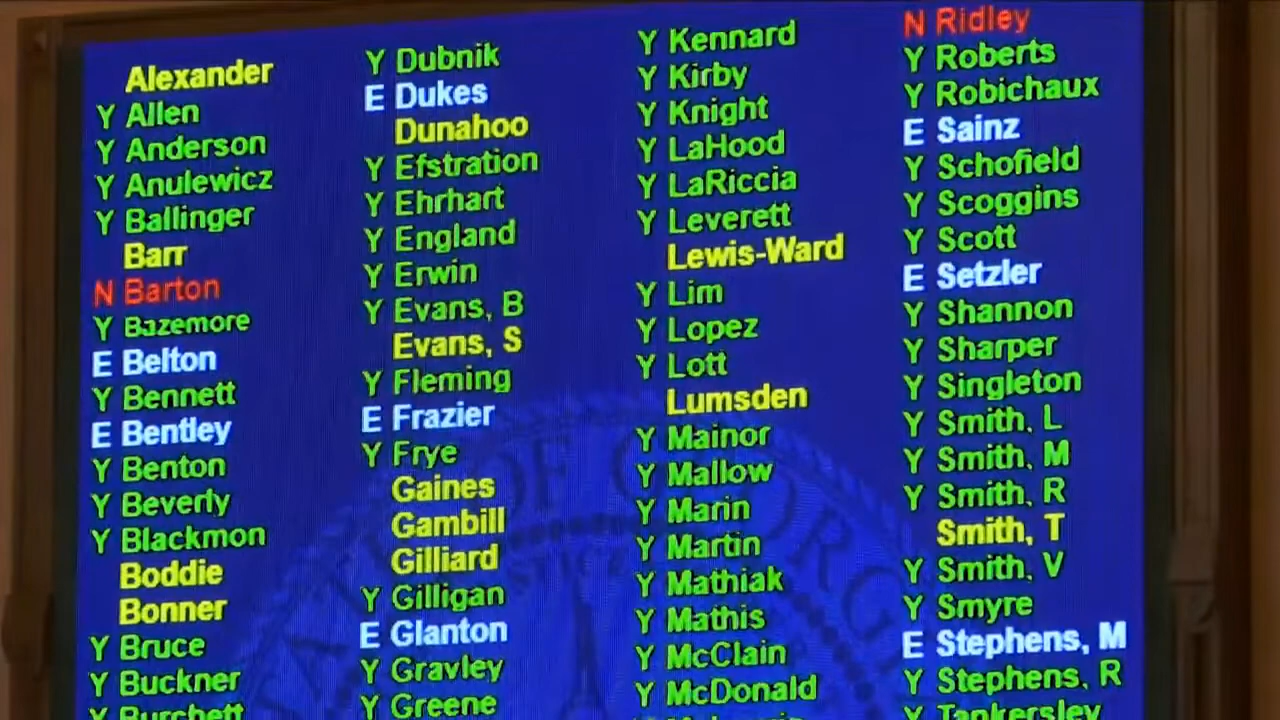 Alexander
Y Allen
Y Anderson
Y Anulewicz
Y Ballinger
Barr
N Barton
Y Bazemore
E Belton
Y Bennett
E Bentley
Y Benton
Y Beverly
Y Blackmon
Boddie
Bonner
Y Bruce
Y Buckner
Y Burchett
Y Dubnik
E Dukes
Dunahoo
Y Efstration
Y Ehrhart
Y England
Y Erwin
Y Evans, B
Evans, S
Y Fleming
E Frazier
Y Frye
Gaines
Gambill
Gilliard
Y Gilligan
E Glanton
Y Gravley
Y Greene
Y Kennard
Y Kirby
Y Knight
Y LaHood
Y LaRiccia
Y Leverett
Lewis-Ward
Y Lim
Y Lopez
Y Lott
Lumsden
Y Mainor
Y Mallow
Y Marin
Y Martin
Y Mathiak
Y Mathis
Y McClain
Y McDonald
N Ridley
Y Roberts
Y Robichaux
E Sainz
Y Schofield
Y Scoggins
Y Scott
E Setzler
Y Shannon
Y Sharper
Y Singleton
Y Smith, L
Y Smith, M
Y Smith, R
Smith, T
Y Smith, V
Y Smyre
E Stephens, M
Y Stephens, R
Y Tankersley